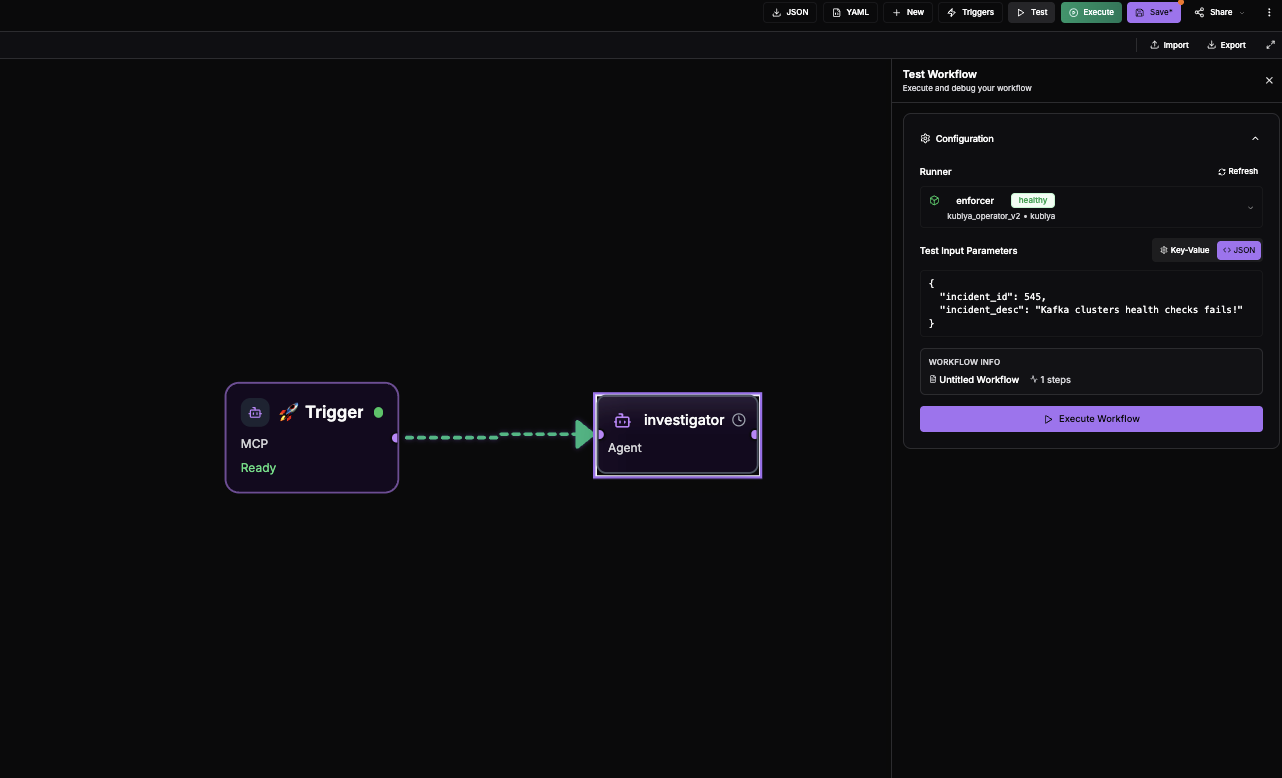 JSON YAML New Triggers Test Execute Save* Share
Import Export
Test Workflow
Execute and debug your workflow
Configuration
Runner Refresh
enforcer healthy
kubiya_operator_v2 • kubiya
Test Input Parameters Key-Value JSON
{
"incident_id": 545,
"incident_desc": "Kafka clusters health checks fails!"
}
WORKFLOW INFO
Untitled Workflow 1 steps
Execute Workflow
🚀 Trigger
MCP
Ready
investigator
Agent